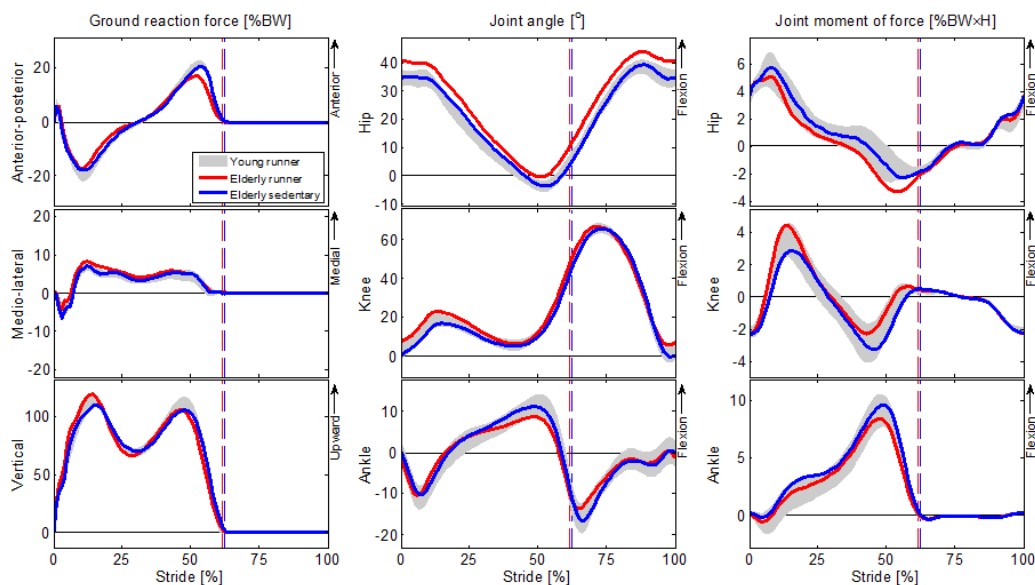 Ground reaction force [%BW]
Joint angle [°]
Joint moment of force [%BW×H]
Anterior-posterior
20
0
-20
Anterior
Young runner
Elderly runner
Elderly sedentary
Hip
40
30
20
10
0
-10
Flexion
Hip
6
4
2
0
-2
-4
Flexion
Medio-lateral
20
10
0
-10
-20
Medial
Knee
60
40
20
0
Flexion
Knee
4
2
0
-2
-4
Flexion
Vertical
100
50
0
Upward
Ankle
10
0
-10
-20
Flexion
Ankle
10
5
0
Flexion
0 25 50 75 100
0 25 50 75 100
0 25 50 75 100
Stride [%]
Stride [%]
Stride [%]